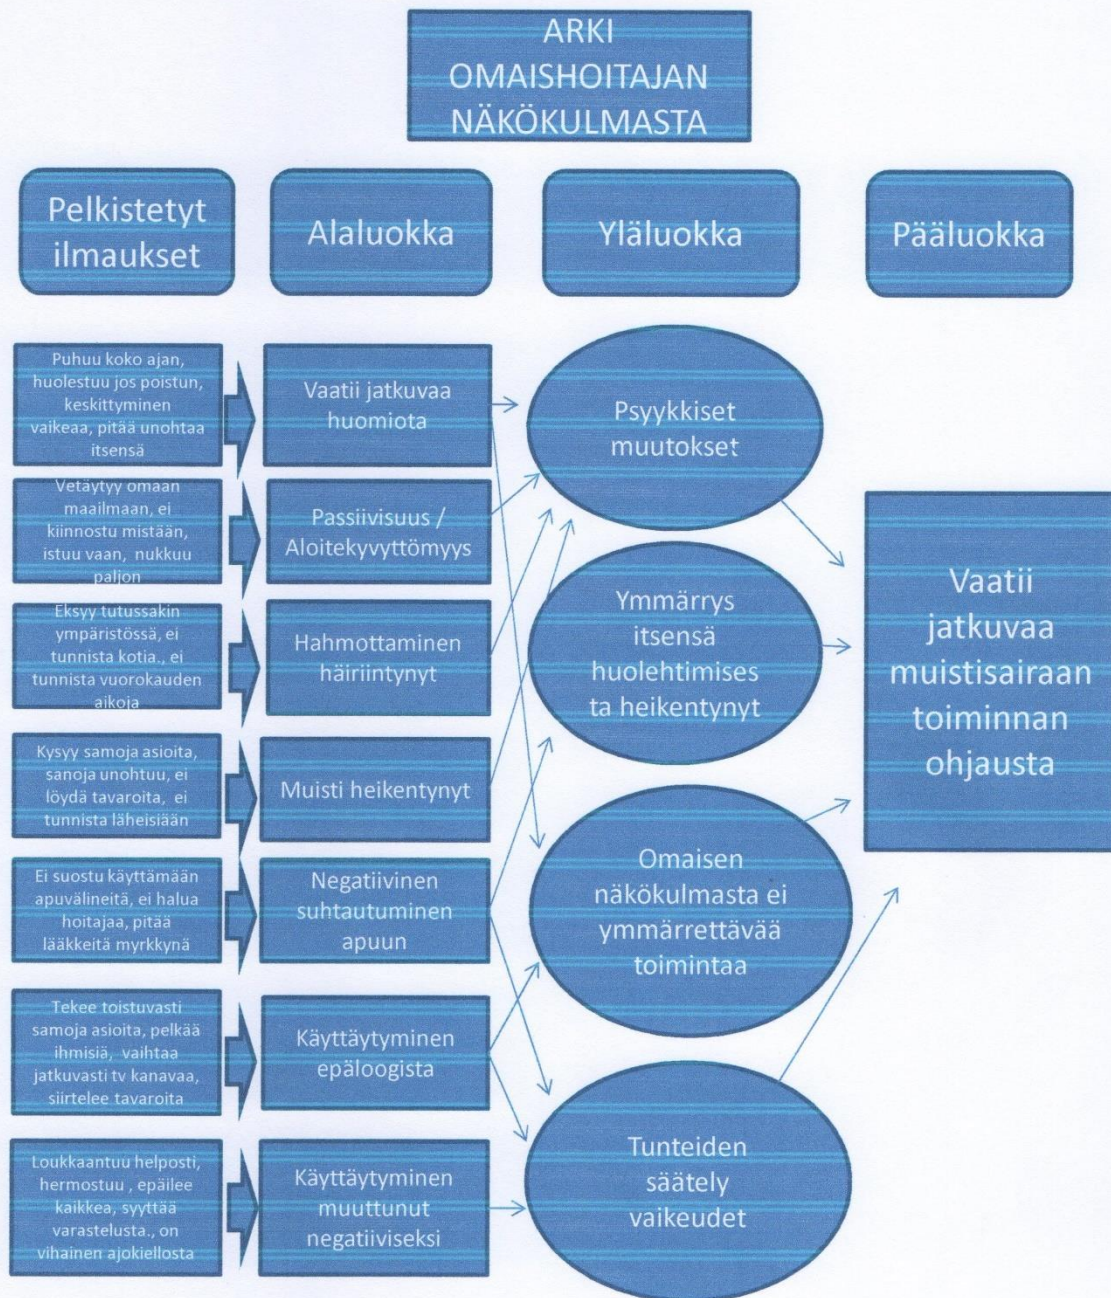 ARKI
OMAISHOITAJAN
NÄKÖKULMASTA
Pelkistetyt
ilmaukset
Alaluokka
Yläluokka
Pääluokka
Puhuu koko ajan,
huolestuu jos poistun,
keskittyminen
vaikeaa, pitää unohtaa
itsensä
Vaatii jatkuvaa
huomiota
Psyykkiset
muutokset
Vetäytyy omaan
maailmaan, ei
kiinnostu mistään,
istuu vaan, nukkuu
paljon
Passiivisuus /
Aloitekyvyttömyys
Eksyy tutussakin
ympäristössä, ei
tunnista kotia., ei
tunnista vuorokauden
aikoja
Hahmottaminen
häiriintynyt
Ymmärrys
itsensä
huolehtimises
ta heikentynyt
Vaatii
jatkuvaa
muistisairaan
toiminnan
ohjausta
Kysyy samoja asioita,
sanoja unohtuu, ei
löydä tavaroita, ei
tunnista läheisiään
Muisti heikentynyt
Ei suostu käyttämään
apuvälineitä, ei halua
hoitajaa, pitää
lääkkeitä myrkkynä
Negatiivinen
suhtautuminen
apuun
Omaisen
näkökulmasta ei
ymmärrettävää
toimintaa
Tekee toistuvasti
samoja asioita, pelkää
ihmisiä, vaihtaa
jatkuvasti tv kanavaa,
siirtelee tavaroita
Käyttäytyminen
epäloogista
Loukkaantuu helposti,
hermostuu , epäilee
kaikkea, syyttää
varastelusta., on
vihainen ajokiellosta
Käyttäytyminen
muuttunut
negatiiviseksi
Tunteiden
säätely
vaikeudet